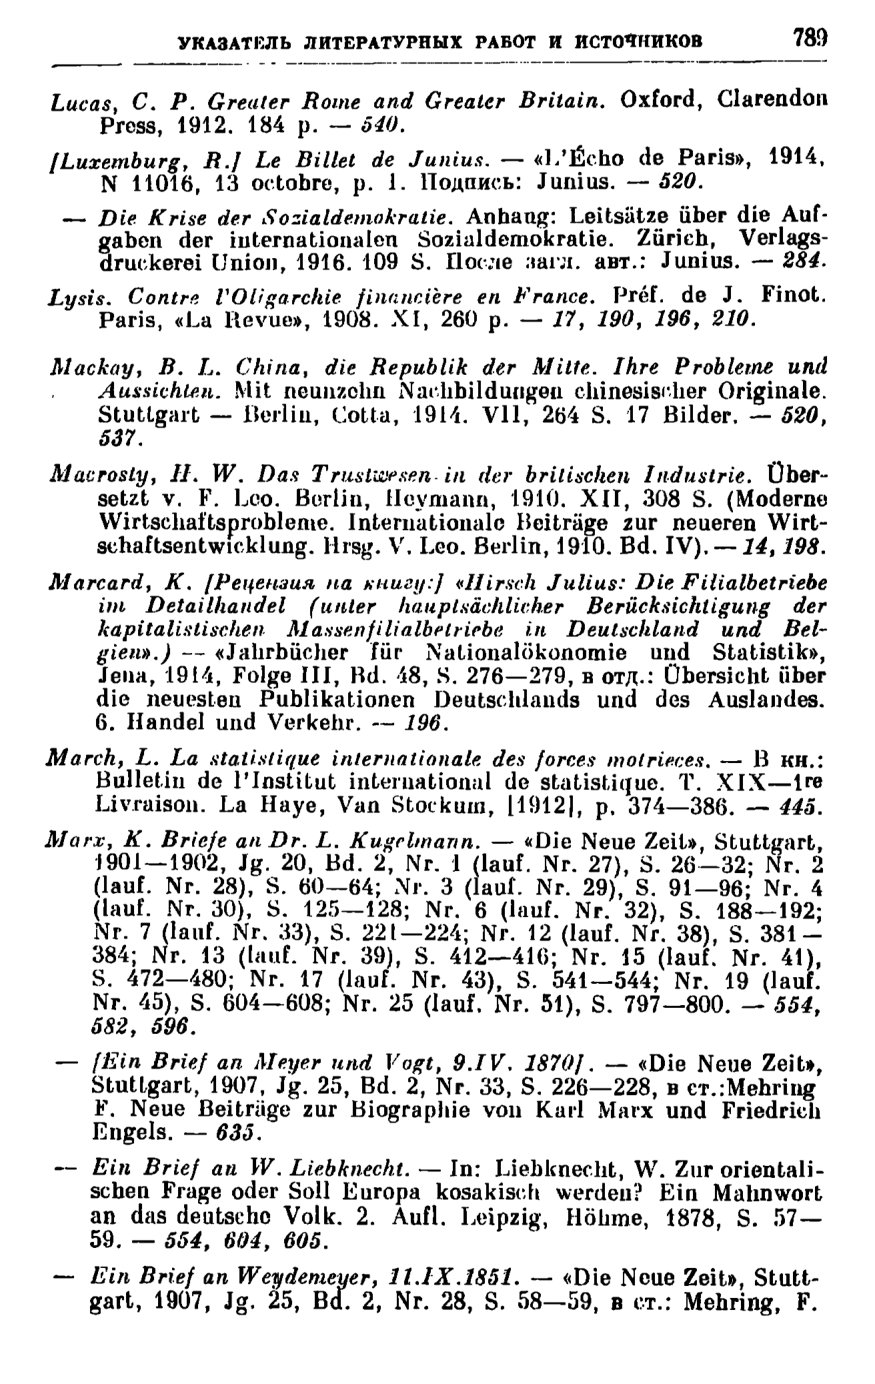 УКАЗАТЕЛЬ ЛИТЕРАТУРНЫХ РАБОТ И ИСТОЧНИКОВ 789
Lucas, C. P. Greater Rome and Greater Britain. Oxford, Clarendon
Press, 1912. 184 p. — 540.
[Luxemburg, R.] Le Billet de Junius. — «L'Écho de Paris», 1914,
N 11016, 13 octobre, p. 1. Подпись: Junius. — 520.
— Die Krise der Sozialdemokratie. Anhang: Leitsätze über die Auf-
gaben der internationalen Sozialdemokratie. Zürich, Verlags-
druckerei Union, 1916. 109 S. После загл. авт.: Junius. — 284.
Lysis. Contre l'Oligarchie financière en France. Préf. de J. Finot.
Paris, «La Revue», 1908. XI, 260 p. — 17, 190, 196, 210.
Mackay, B. L. China, die Republik der Mitte. Ihre Probleme und
Aussichten. Mit neunzehn Nachbildungen chinesischer Originale.
Stuttgart — Berlin, Cotta, 1914. VII, 264 S. 17 Bilder. — 520,
537.
Macrosty, H. W. Das Trustwesen in der britischen Industrie. Über-
setzt v. F. Leo. Berlin, Heymann, 1910. XII, 308 S. (Moderne
Wirtschaftsprobleme. Internationale Beiträge zur neueren Wirt-
schaftsentwicklung. Hrsg. V. Leo. Berlin, 1910. Bd. IV). — 14, 198.
Marcard, K. [Рецензия на книгу:] «Hirsch Julius: Die Filialbetriebe
im Detailhandel (unter hauptsächlicher Berücksichtigung der
kapitalistischen Massenfilialbetriebe in Deutschland und Bel-
gien».) — «Jahrbücher für Nationalökonomie und Statistik»,
Jena, 1914, Folge III, Bd. 48, S. 276—279, в отд.: Übersicht über
die neuesten Publikationen Deutschlands und des Auslandes.
6. Handel und Verkehr. — 196.
March, L. La statistique internationale des forces motrices. — В кн.:
Bulletin de l'Institut international de statistique. T. XIX—1re
Livraison. La Haye, Van Stockum, [1912], p. 374—386. — 445.
Marx, K. Briefe an Dr. L. Kugelmann. — «Die Neue Zeit», Stuttgart,
1901—1902, Jg. 20, Bd. 2, Nr. 1 (lauf. Nr. 27), S. 26—32; Nr. 2
(lauf. Nr. 28), S. 60—64; Nr. 3 (lauf. Nr. 29), S. 91—96; Nr. 4
(lauf. Nr. 30), S. 125—128; Nr. 6 (lauf. Nr. 32), S. 188—192;
Nr. 7 (lauf. Nr. 33), S. 221—224; Nr. 12 (lauf. Nr. 38), S. 381—
384; Nr. 13 (lauf. Nr. 39), S. 412—416; Nr. 15 (lauf. Nr. 41),
S. 472—480; Nr. 17 (lauf. Nr. 43), S. 541—544; Nr. 19 (lauf.
Nr. 45), S. 604—608; Nr. 25 (lauf. Nr. 51), S. 797—800. — 554,
582, 596.
— [Ein Brief an Meyer und Vogt, 9.IV. 1870]. — «Die Neue Zeit»,
Stuttgart, 1907, Jg. 25, Bd. 2, Nr. 33, S. 226—228, в ст.:Mehring
F. Neue Beiträge zur Biographie von Karl Marx und Friedrich
Engels. — 635.
— Ein Brief an W. Liebknecht. — In: Liebknecht, W. Zur orientali-
schen Frage oder Soll Europa kosakisch werden? Ein Mahnwort
an das deutsche Volk. 2. Aufl. Leipzig, Höhme, 1878, S. 57—
59. — 554, 604, 605.
— Ein Brief an Weydemeyer, 11.IX.1851. — «Die Neue Zeit», Stutt-
gart, 1907, Jg. 25, Bd. 2, Nr. 28, S. 58—59, в ст.: Mehring, F.